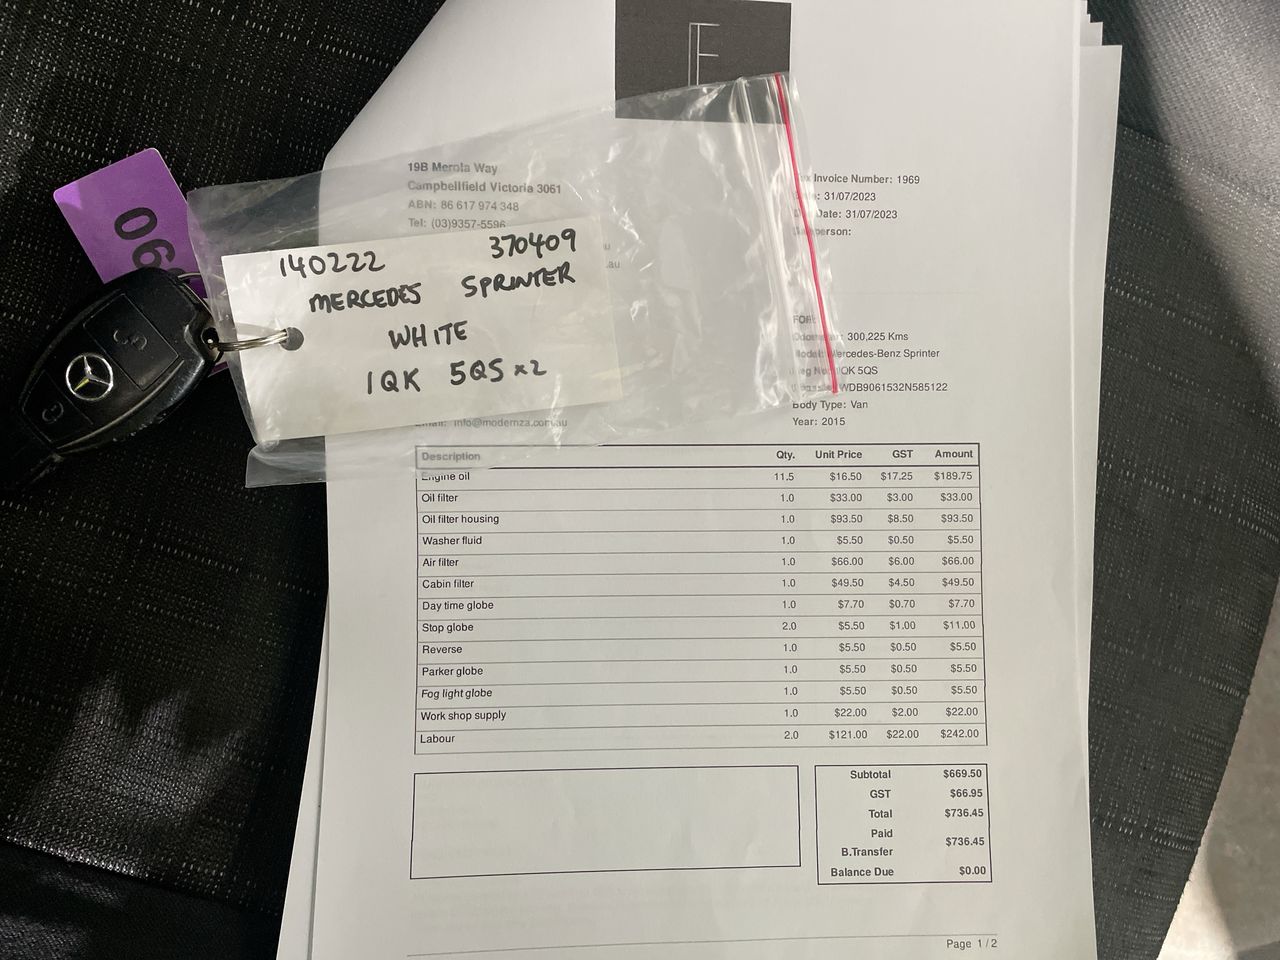 19B Merola Way
Campbellfield Victoria 3061
ABN: 86 617 974 348
Tel: (03)9357-5596
Invoice Number: 1969
31/07/2023
Date: 31/07/2023
06
140222 370409
MERCEDES SPRINTER
WHITE
1QK 5QS x2
300,225 Kms
Mercedes-Benz Sprinter
1QK 5QS
WDB9061532N585122
Body Type: Van
Year: 2015
Email: info@modernza.com.au
Description Qty. Unit Price GST Amount
Engine oil 11.5 $16.50 $17.25 $189.75
Oil filter 1.0 $33.00 $3.00 $33.00
Oil filter housing 1.0 $93.50 $8.50 $93.50
Washer fluid 1.0 $5.50 $0.50 $5.50
Air filter 1.0 $66.00 $6.00 $66.00
Cabin filter 1.0 $49.50 $4.50 $49.50
Day time globe 1.0 $7.70 $0.70 $7.70
Stop globe 2.0 $5.50 $1.00 $11.00
Reverse 1.0 $5.50 $0.50 $5.50
Parker globe 1.0 $5.50 $0.50 $5.50
Fog light globe 1.0 $5.50 $0.50 $5.50
Work shop supply 1.0 $22.00 $2.00 $22.00
Labour 2.0 $121.00 $22.00 $242.00
Subtotal $669.50
GST $66.95
Total $736.45
Paid
B.Transfer $736.45
Balance Due $0.00
Page 1 / 2